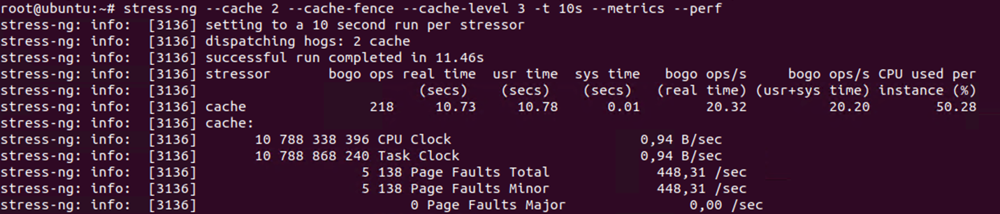 root@ubuntu:~# stress-ng --cache 2 --cache-fence --cache-level 3 -t 10s --metrics --perf
stress-ng: info:  [3136] setting to a 10 second run per stressor
stress-ng: info:  [3136] dispatching hogs: 2 cache
stress-ng: info:  [3136] successful run completed in 11.46s
stress-ng: info:  [3136] stressor       bogo ops real time  usr time  sys time   bogo ops/s     bogo ops/s CPU used per
stress-ng: info:  [3136]                           (secs)    (secs)    (secs)   (real time) (usr+sys time) instance (%)
stress-ng: info:  [3136] cache               218     10.73     10.78      0.01        20.32          20.20        50.28
stress-ng: info:  [3136] cache:
stress-ng: info:  [3136]       10 788 338 396 CPU Clock                       0,94 B/sec
stress-ng: info:  [3136]       10 788 868 240 Task Clock                      0,94 B/sec
stress-ng: info:  [3136]                    5 138 Page Faults Total             448,31 /sec
stress-ng: info:  [3136]                    5 138 Page Faults Minor             448,31 /sec
stress-ng: info:  [3136]                          0 Page Faults Major               0,00 /sec